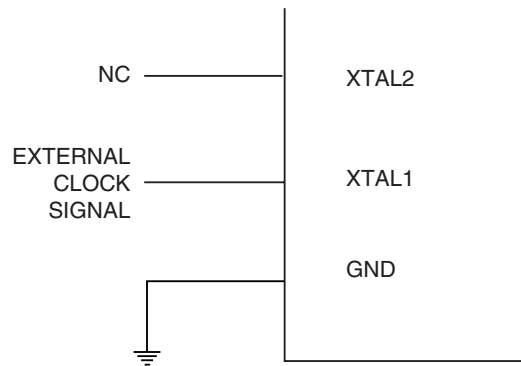 NC
XTAL2
EXTERNAL
CLOCK
SIGNAL
XTAL1
GND